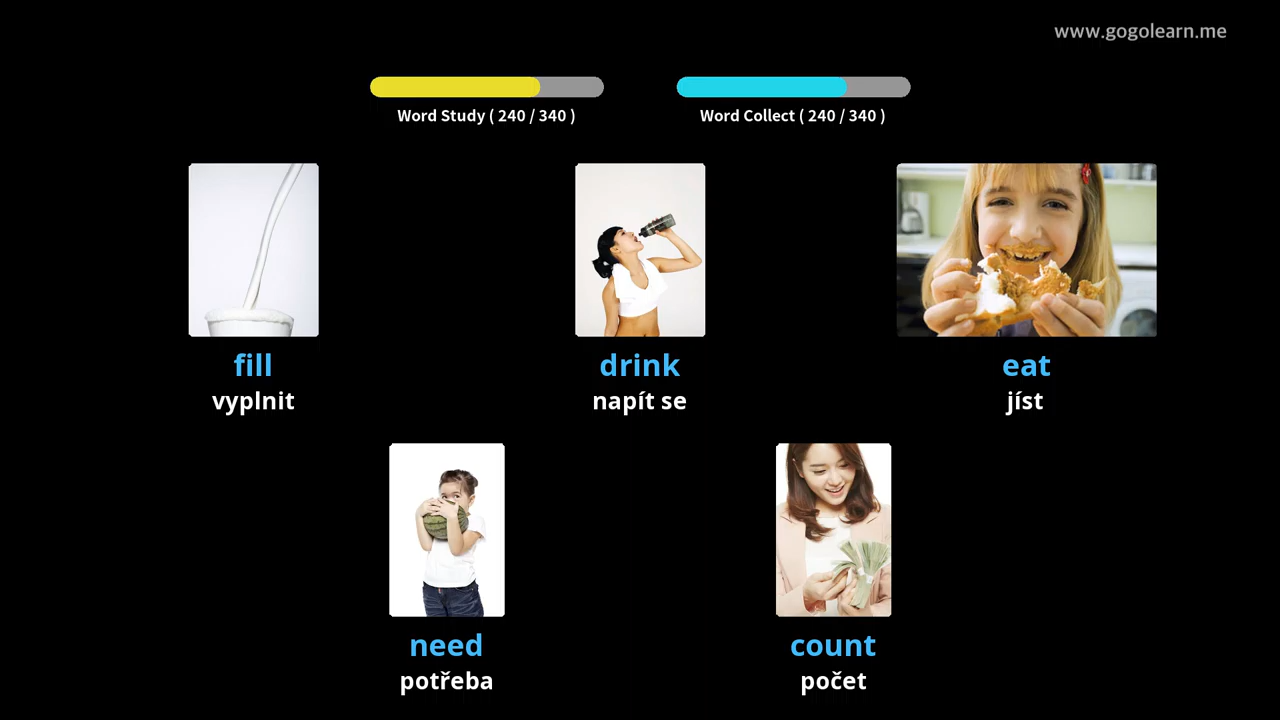 www.gogolearn.me
Word Study ( 240 / 340 )
Word Collect ( 240 / 340 )
fill
vyplnit
drink
napít se
eat
jíst
need
potřeba
count
počet